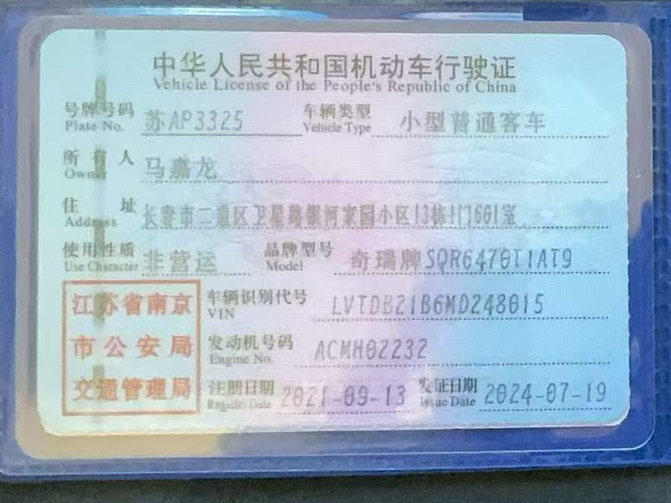 中华人民共和国机动车行驶证
Vehicle License of the People's Republic of China
号牌号码 Plate No. 苏AP3325 车辆类型 Vehicle Type 小型普通客车
所有人 Owner 马嘉龙
住址 Address 长春市二道区卫星路银河家园小区13栋1门601室
使用性质 Use Character 非营运 品牌型号 Model 奇瑞牌SQR6470T1AT9
车辆识别代号 VIN LVTDB21B6MD248015
发动机号码 Engine No. ACMH02232
注册日期 Register Date 2021-09-13 发证日期 Issue Date 2024-07-19
江苏省南京
市公安局
交通管理局